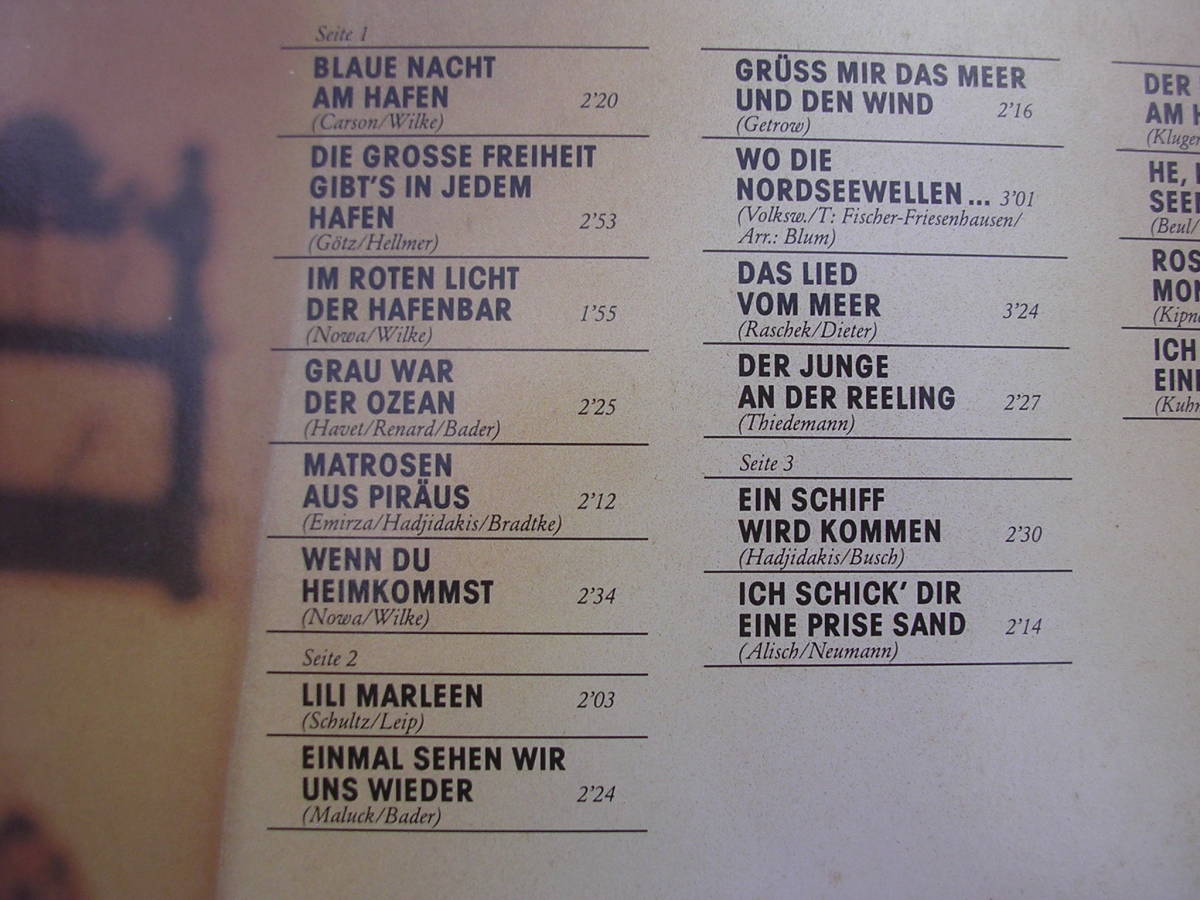 Seite 1
BLAUE NACHT
AM HAFEN 2'20
(Carson/Wilke)
DIE GROSSE FREIHEIT
GIBT'S IN JEDEM
HAFEN 2'53
(Götz/Hellmer)
IM ROTEN LICHT
DER HAFENBAR 1'55
(Nowa/Wilke)
GRAU WAR
DER OZEAN 2'25
(Havet/Renard/Bader)
MATROSEN
AUS PIRÄUS 2'12
(Emirza/Hadjidakis/Bradtke)
WENN DU
HEIMKOMMST 2'34
(Nowa/Wilke)
Seite 2
LILI MARLEEN 2'03
(Schultz/Leip)
EINMAL SEHEN WIR
UNS WIEDER 2'24
(Maluck/Bader)
GRÜSS MIR DAS MEER
UND DEN WIND 2'16
(Getrow)
WO DIE
NORDSEEWELLEN ... 3'01
(Volksw./T: Fischer-Friesenhausen/
Arr.: Blum)
DAS LIED
VOM MEER 3'24
(Raschek/Dieter)
DER JUNGE
AN DER REELING 2'27
(Thiedemann)
Seite 3
EIN SCHIFF
WIRD KOMMEN 2'30
(Hadjidakis/Busch)
ICH SCHICK' DIR
EINE PRISE SAND 2'14
(Alisch/Neumann)
DER
AM
HE,
(Beul/
ICH